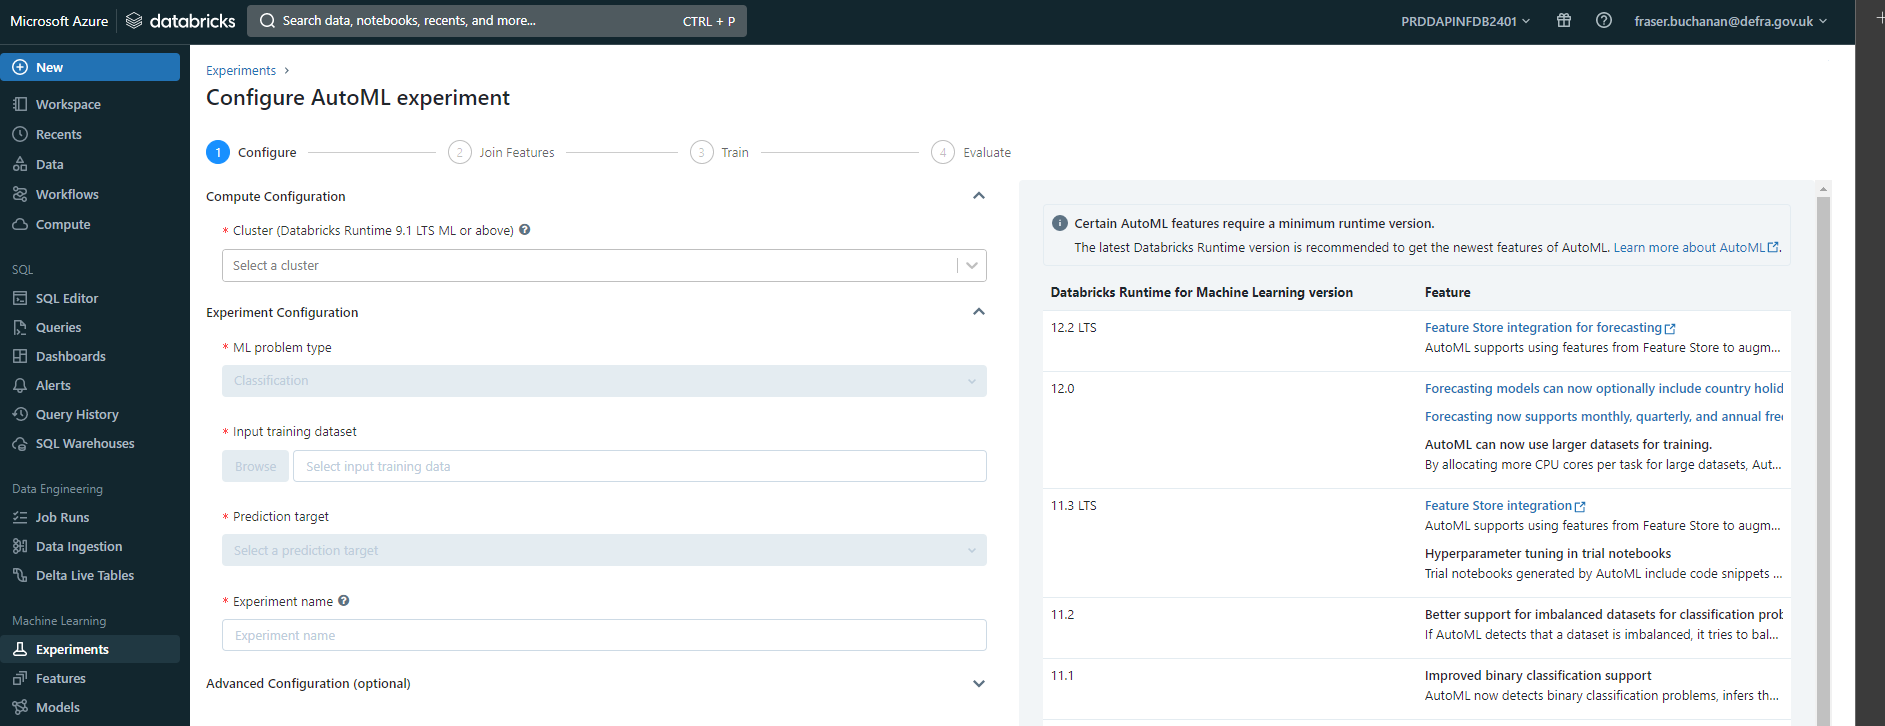 Microsoft Azure databricks Search data, notebooks, recents, and more... CTRL + P PRDDAPINFDB2401 fraser.buchanan@defra.gov.uk
New
Workspace
Recents
Data
Workflows
Compute
SQL
SQL Editor
Queries
Dashboards
Alerts
Query History
SQL Warehouses
Data Engineering
Job Runs
Data Ingestion
Delta Live Tables
Machine Learning
Experiments
Features
Models
Experiments ›
Configure AutoML experiment
1 Configure 2 Join Features 3 Train 4 Evaluate
Compute Configuration
* Cluster (Databricks Runtime 9.1 LTS ML or above) ?
Select a cluster
Experiment Configuration
* ML problem type
Classification
* Input training dataset
Browse Select input training data
* Prediction target
Select a prediction target
* Experiment name ?
Experiment name
Advanced Configuration (optional)
Certain AutoML features require a minimum runtime version.
The latest Databricks Runtime version is recommended to get the newest features of AutoML. Learn more about AutoML.
Databricks Runtime for Machine Learning version Feature
12.2 LTS Feature Store integration for forecasting
AutoML supports using features from Feature Store to augm...
12.0 Forecasting models can now optionally include country holid
Forecasting now supports monthly, quarterly, and annual fre
AutoML can now use larger datasets for training.
By allocating more CPU cores per task for large datasets, Aut...
11.3 LTS Feature Store integration
AutoML supports using features from Feature Store to augm...
Hyperparameter tuning in trial notebooks
Trial notebooks generated by AutoML include code snippets ...
11.2 Better support for imbalanced datasets for classification prob
If AutoML detects that a dataset is imbalanced, it tries to bal...
11.1 Improved binary classification support
AutoML now detects binary classification problems, infers th...